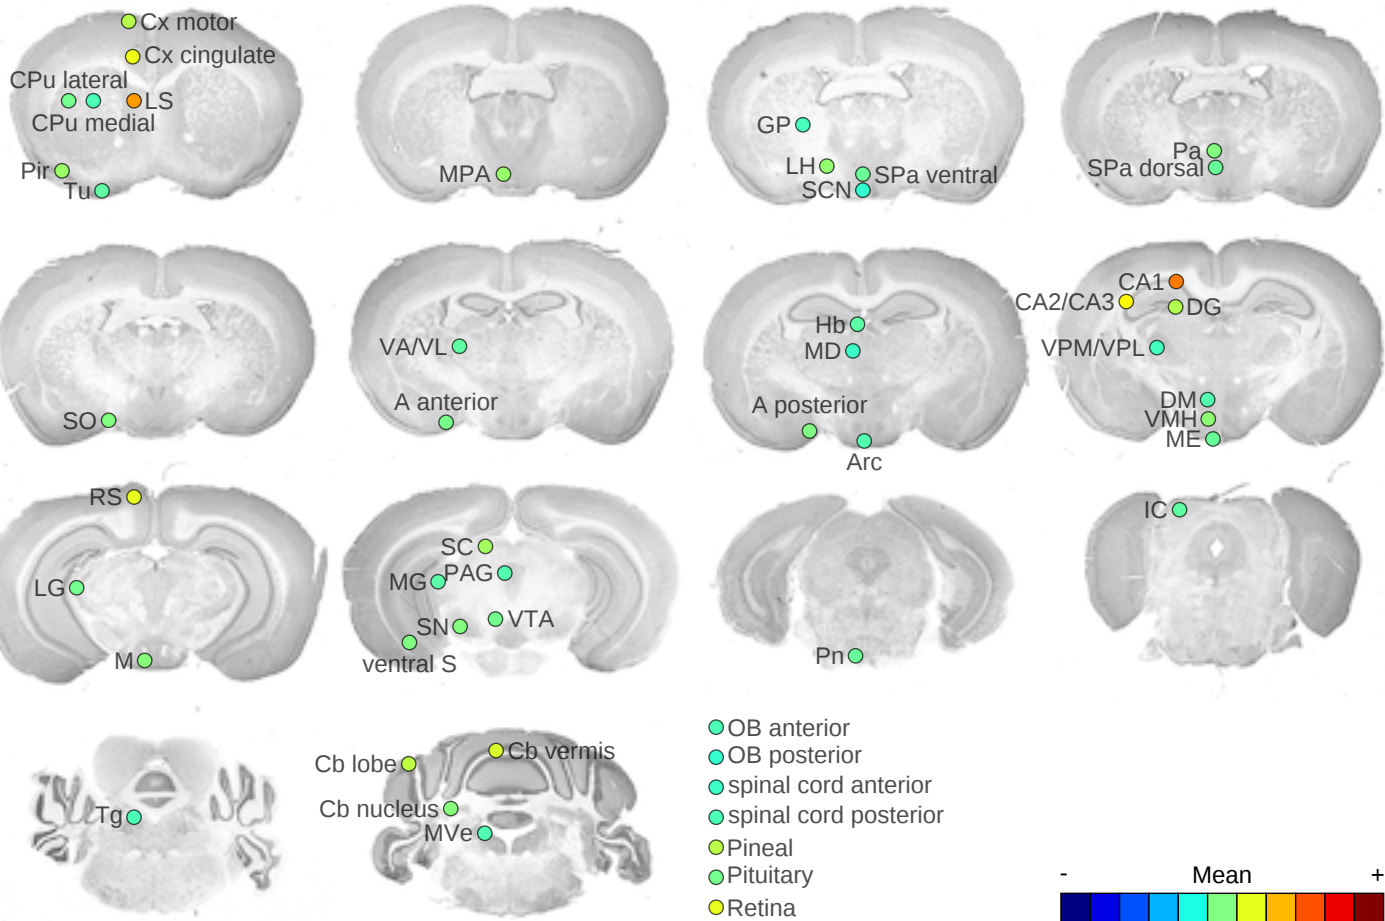 Cx motor
Cx cingulate
CPu lateral
LS
CPu medial
Pir
Tu
MPA
GP
LH
SPa ventral
SCN
Pa
SPa dorsal
SO
VA/VL
A anterior
Hb
MD
A posterior
Arc
CA1
CA2/CA3
DG
VPM/VPL
DM
VMH
ME
RS
LG
M
SC
MG
PAG
SN
VTA
ventral S
Pn
IC
Tg
Cb lobe
Cb vermis
Cb nucleus
MVe
OB anterior
OB posterior
spinal cord anterior
spinal cord posterior
Pineal
Pituitary
Retina
- Mean +